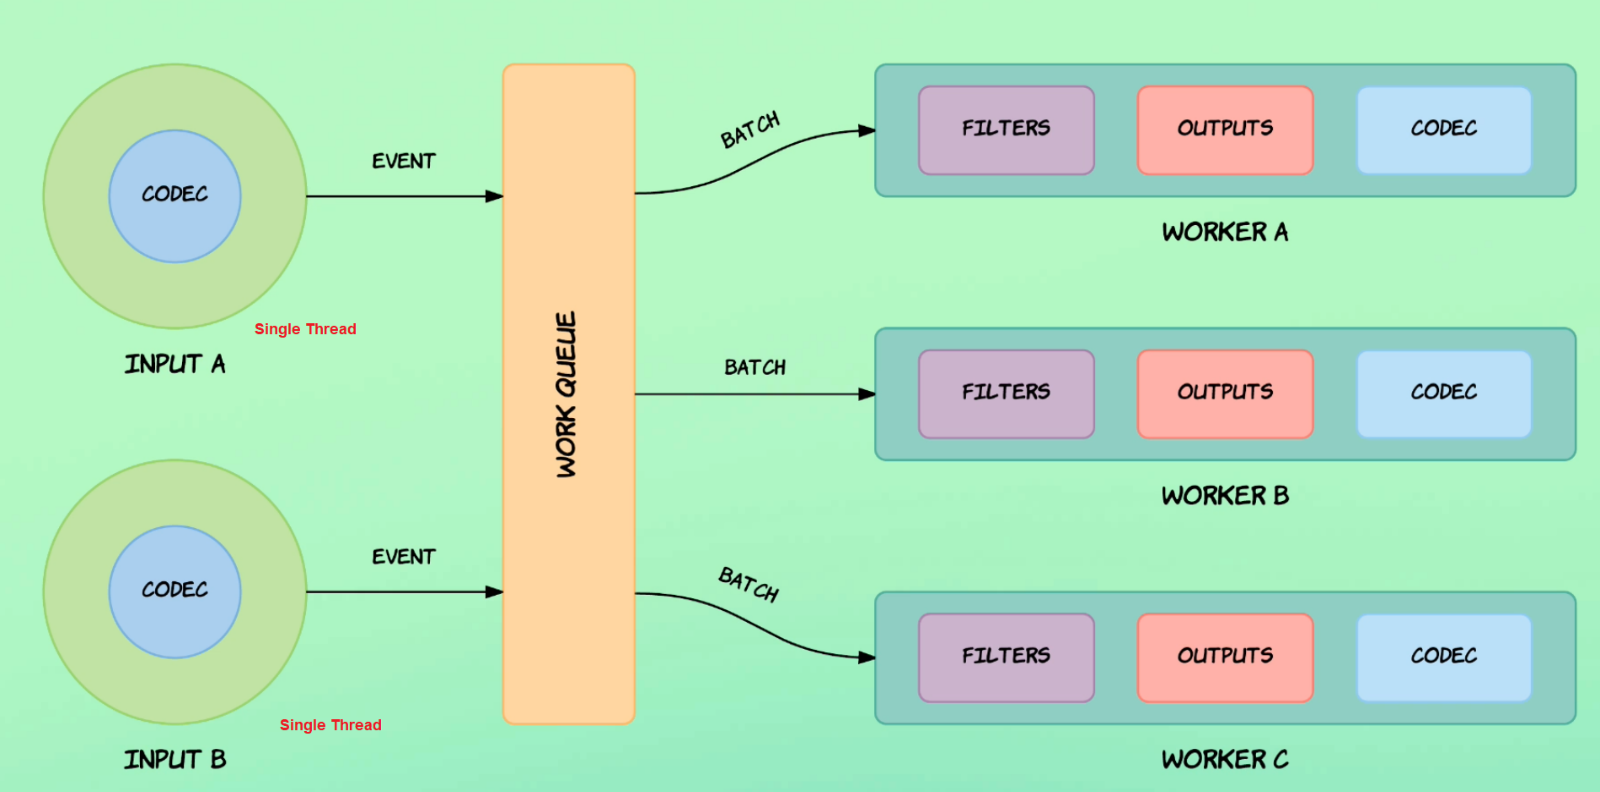 CODEC
EVENT
Single Thread
INPUT A
CODEC
EVENT
Single Thread
INPUT B
WORK QUEUE
BATCH
BATCH
BATCH
FILTERS
OUTPUTS
CODEC
WORKER A
FILTERS
OUTPUTS
CODEC
WORKER B
FILTERS
OUTPUTS
CODEC
WORKER C